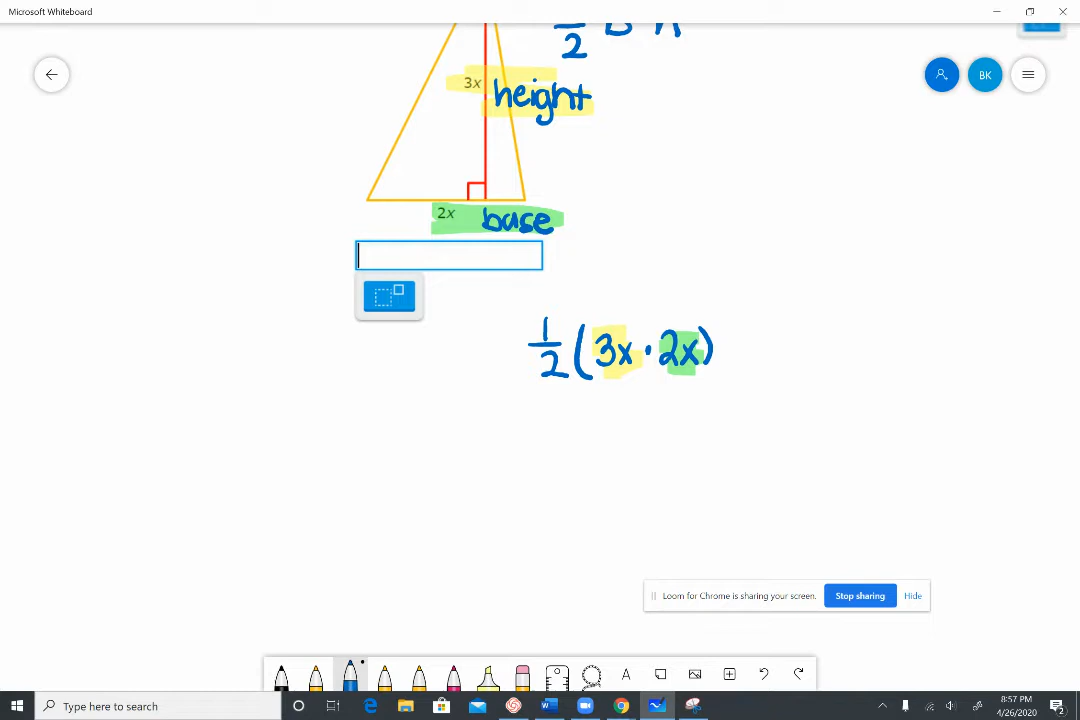 Microsoft Whiteboard
2
3x
height
BK
2x
base
1/2 (3x · 2x)
Loom for Chrome is sharing your screen.
Stop sharing
Hide
A
Type here to search
8:57 PM
4/26/2020
2